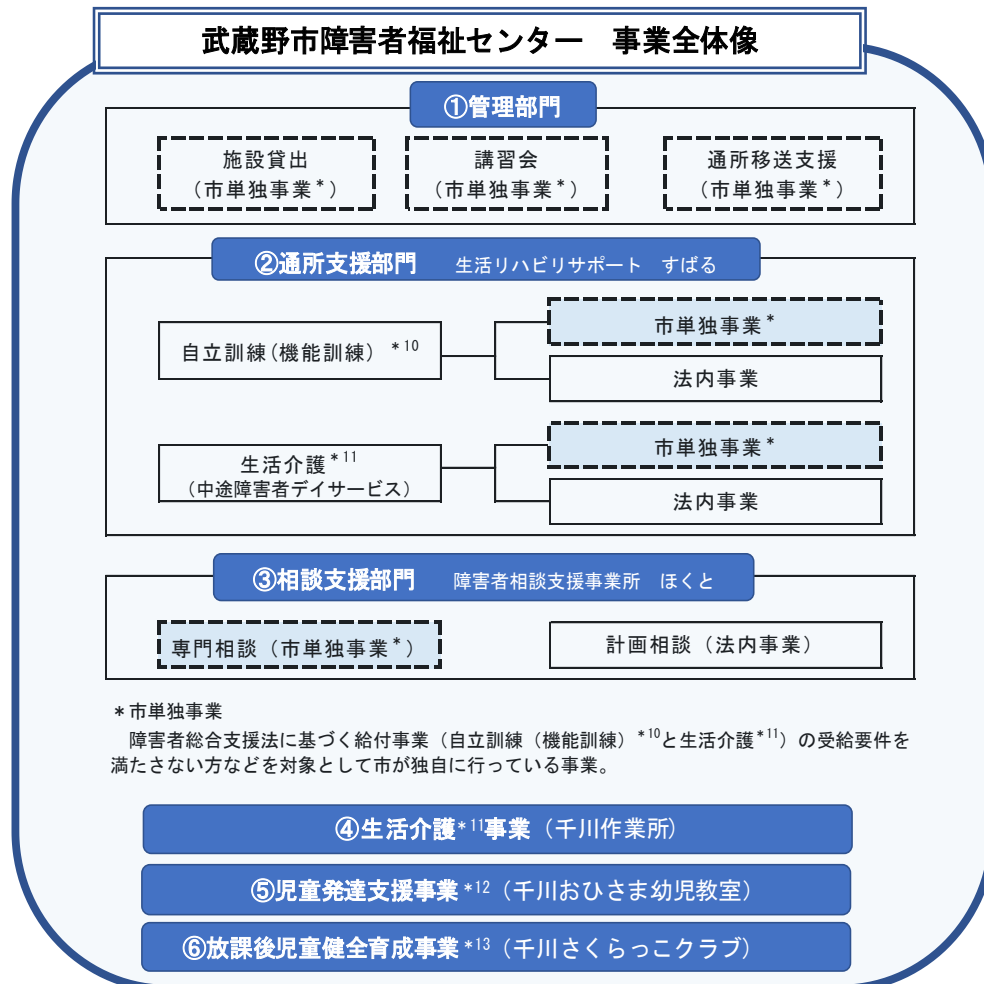 武蔵野市障害者福祉センター　事業全体像
①管理部門
施設貸出
（市単独事業*）
講習会
（市単独事業*）
通所移送支援
（市単独事業*）
②通所支援部門　生活リハビリサポート　すばる
自立訓練(機能訓練) *10
市単独事業*
法内事業
生活介護*11
（中途障害者デイサービス）
市単独事業*
法内事業
③相談支援部門　障害者相談支援事業所　ほくと
専門相談（市単独事業*）
計画相談（法内事業）
＊市単独事業
　障害者総合支援法に基づく給付事業（自立訓練（機能訓練）*10と生活介護*11）の受給要件を
満たさない方などを対象として市が独自に行っている事業。
④生活介護*11事業（千川作業所）
⑤児童発達支援事業*12（千川おひさま幼児教室）
⑥放課後児童健全育成事業*13（千川さくらっこクラブ）